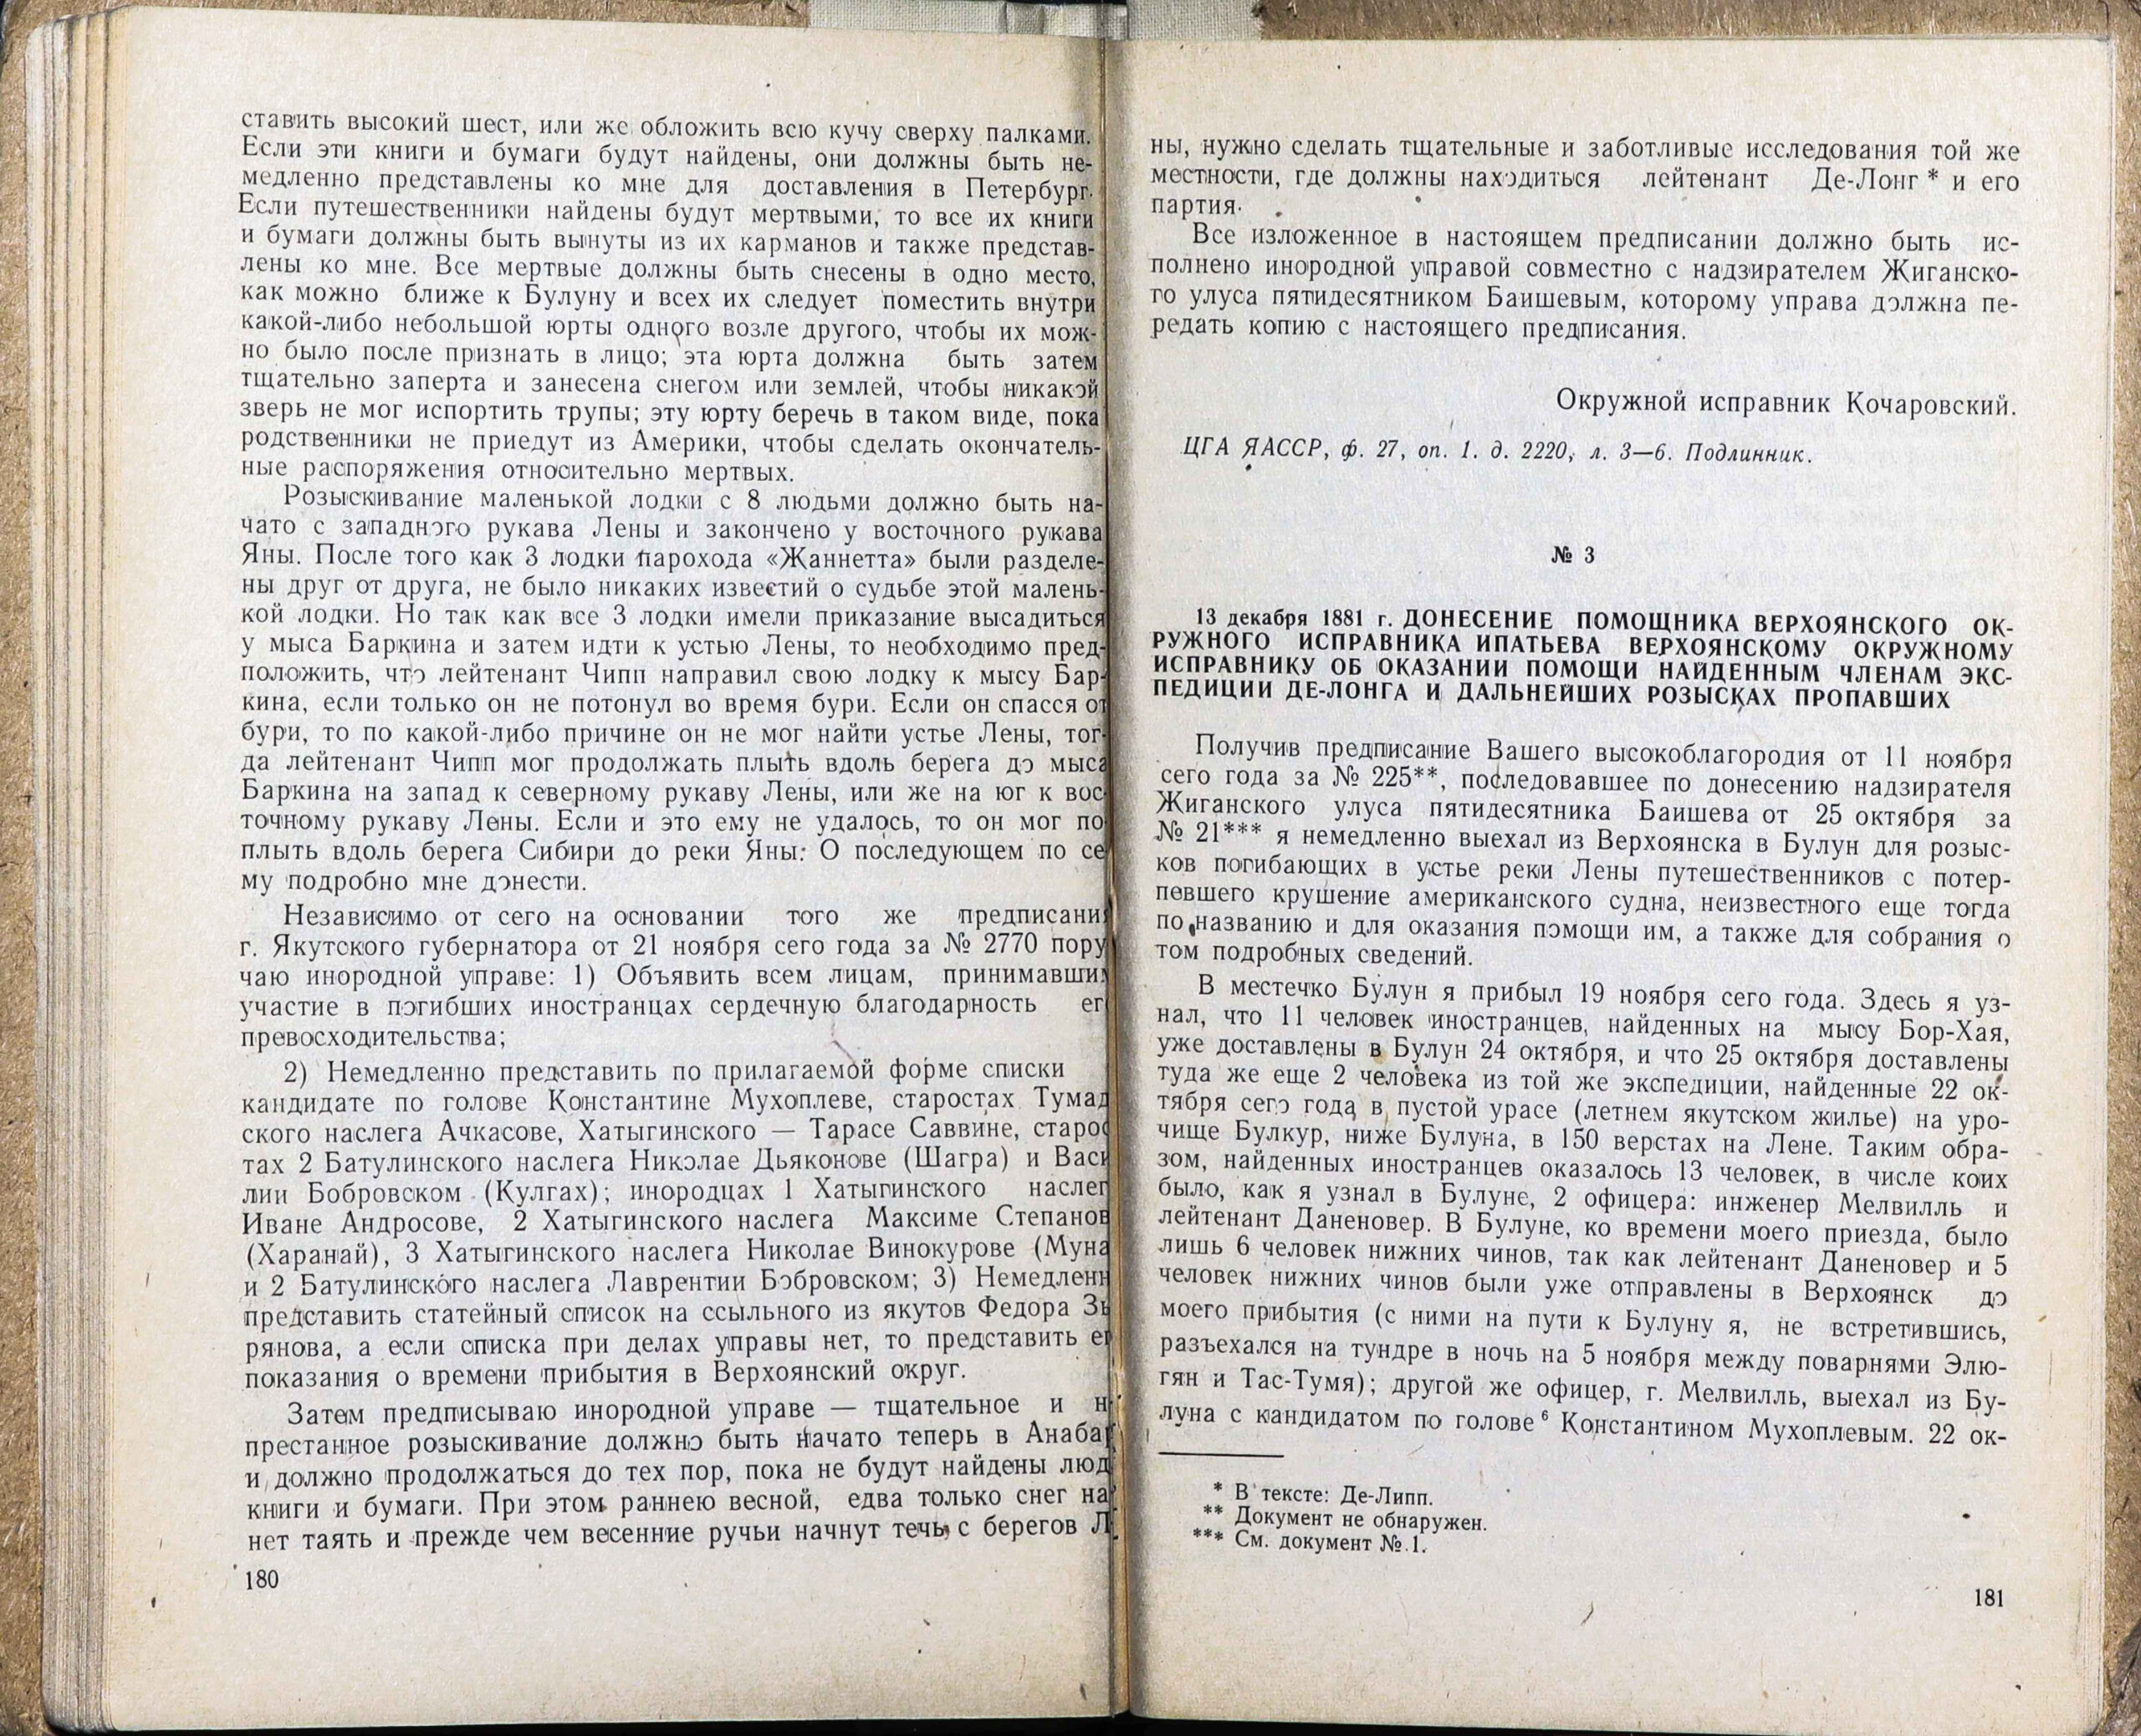 ставить высокий шест, или же обложить всю кучу сверху палками.
Если эти книги и бумаги будут найдены, они должны быть не-
медленно представлены ко мне для доставления в Петербург.
Если путешественники найдены будут мертвыми, то все их книги
и бумаги должны быть вынуты из их карманов и также представ-
лены ко мне. Все мертвые должны быть снесены в одно место,
как можно ближе к Булуну и всех их следует поместить внутри
какой-либо небольшой юрты одного возле другого, чтобы их мож-
но было после признать в лицо; эта юрта должна быть затем
тщательно заперта и занесена снегом или землей, чтобы никакой
зверь не мог испортить трупы; эту юрту беречь в таком виде, пока
родственники не приедут из Америки, чтобы сделать окончатель-
ные распоряжения относительно мертвых.
Розыскивание маленькой лодки с 8 людьми должно быть на-
чато с западного рукава Лены и закончено у восточного рукава
Яны. После того как 3 лодки парохода «Жаннетта» были разделе-
ны друг от друга, не было никаких известий о судьбе этой малень-
кой лодки. Но так как все 3 лодки имели приказание высадиться
у мыса Баркина и затем идти к устью Лены, то необходимо пред-
положить, что лейтенант Чипп направил свою лодку к мысу Бар-
кина, если только он не потонул во время бури. Если он спасся от
бури, то по какой-либо причине он не мог найти устье Лены, тог-
да лейтенант Чипп мог продолжать плыть вдоль берега до мыса
Баркина на запад к северному рукаву Лены, или же на юг к вос-
точному рукаву Лены. Если и это ему не удалось, то он мог по
плыть вдоль берега Сибири до реки Яны. О последующем по се
му подробно мне донести.
Независимо от сего на основании того же предписани
г. Якутского губернатора от 21 ноября сего года за № 2770 пору
чаю инородной управе: 1) Объявить всем лицам, принимавши
участие в погибших иностранцах сердечную благодарность ег
превосходительства;
2) Немедленно представить по прилагаемой форме списки
кандидате по голове Константине Мухоплеве, старостах Тумад
ского наслега Ачкасове, Хатыгинского — Тарасе Саввине, старос
тах 2 Батулинского наслега Николае Дьяконове (Шагра) и Васи
лии Бобровском (Кулгах); инородцах 1 Хатыгинского наслег
Иване Андросове, 2 Хатыгинского наслега Максиме Степанов
(Харанай), 3 Хатыгинского наслега Николае Винокурове (Муна
и 2 Батулинского наслега Лаврентии Бобровском; 3) Немедленн
представить статейный список на ссыльного из якутов Федора Зы
рянова, а если списка при делах управы нет, то представить ег
показания о времени прибытия в Верхоянский округ.
Затем предписываю инородной управе — тщательное и н
престанное розыскивание должно быть начато теперь в Анабар
и должно продолжаться до тех пор, пока не будут найдены люд
книги и бумаги. При этом раннею весной, едва только снег на
нет таять и прежде чем весенние ручьи начнут течь с берегов Л
180
ны, нужно сделать тщательные и заботливые исследования той же
местности, где должны находиться лейтенант Де-Лонг * и его
партия.
Все изложенное в настоящем предписании должно быть ис-
полнено инородной управой совместно с надзирателем Жиганско-
го улуса пятидесятником Баишевым, которому управа должна пе-
редать копию с настоящего предписания.
Окружной исправник Кочаровский.
ЦГА ЯАССР, ф. 27, оп. 1. д. 2220, л. 3—6. Подлинник.
№ 3
13 декабря 1881 г. ДОНЕСЕНИЕ ПОМОЩНИКА ВЕРХОЯНСКОГО ОК-
РУЖНОГО ИСПРАВНИКА ИПАТЬЕВА ВЕРХОЯНСКОМУ ОКРУЖНОМУ
ИСПРАВНИКУ ОБ ОКАЗАНИИ ПОМОЩИ НАЙДЕННЫМ ЧЛЕНАМ ЭКС-
ПЕДИЦИИ ДЕ-ЛОНГА И ДАЛЬНЕЙШИХ РОЗЫСКАХ ПРОПАВШИХ
Получив предписание Вашего высокоблагородия от 11 ноября
сего года за № 225**, последовавшее по донесению надзирателя
Жиганского улуса пятидесятника Баишева от 25 октября за
№ 21*** я немедленно выехал из Верхоянска в Булун для розыс-
ков погибающих в устье реки Лены путешественников с потер-
певшего крушение американского судна, неизвестного еще тогда
по названию и для оказания помощи им, а также для собрания о
том подробных сведений.
В местечко Булун я прибыл 19 ноября сего года. Здесь я уз-
нал, что 11 человек иностранцев, найденных на мысу Бор-Хая,
уже доставлены в Булун 24 октября, и что 25 октября доставлены
туда же еще 2 человека из той же экспедиции, найденные 22 ок-
тября сего года в пустой урасе (летнем якутском жилье) на уро-
чище Булкур, ниже Булуна, в 150 верстах на Лене. Таким обра-
зом, найденных иностранцев оказалось 13 человек, в числе коих
было, как я узнал в Булуне, 2 офицера: инженер Мелвилль и
лейтенант Даненовер. В Булуне, ко времени моего приезда, было
лишь 6 человек нижних чинов, так как лейтенант Даненовер и 5
человек нижних чинов были уже отправлены в Верхоянск до
моего прибытия (с ними на пути к Булуну я, не встретившись,
разъехался на тундре в ночь на 5 ноября между поварнями Элю-
гян и Тас-Тумя); другой же офицер, г. Мелвилль, выехал из Бу-
луна с кандидатом по голове ⁶ Константином Мухоплевым. 22 ок-
* В тексте: Де-Липп.
** Документ не обнаружен.
*** См. документ № 1.
181